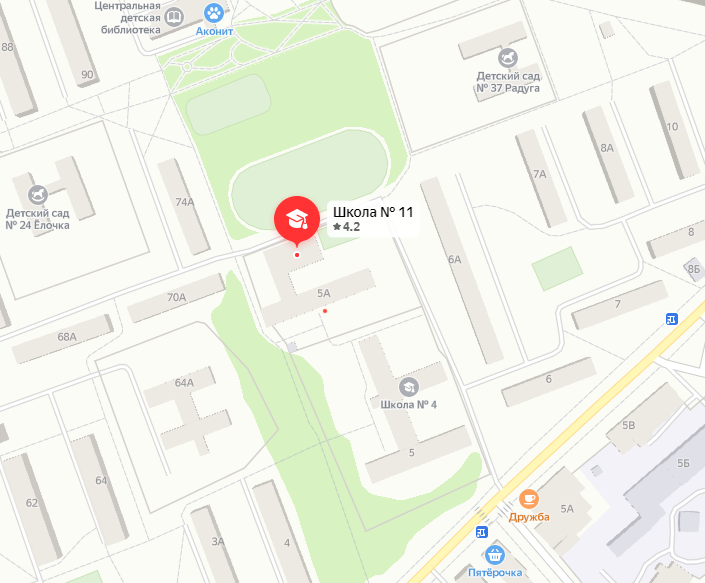 Центральная
детская
библиотека
Аконит
88
90
Детский сад
№ 37 Радуга
10
8А
7А
Детский сад
№ 24 Ёлочка
74А
Школа № 11
4.2
6А
8
8Б
5А
70А
7
68А
64А
6
Школа № 4
5В
5
5Б
64
62
Дружба
5А
3А
4
Пятёрочка